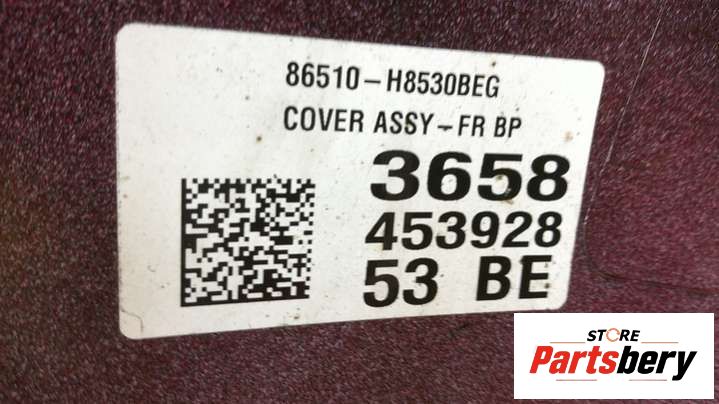 86510-H8530BEG
COVER ASSY-FR BP
3658
453928
53 BE
STORE
Partsbery